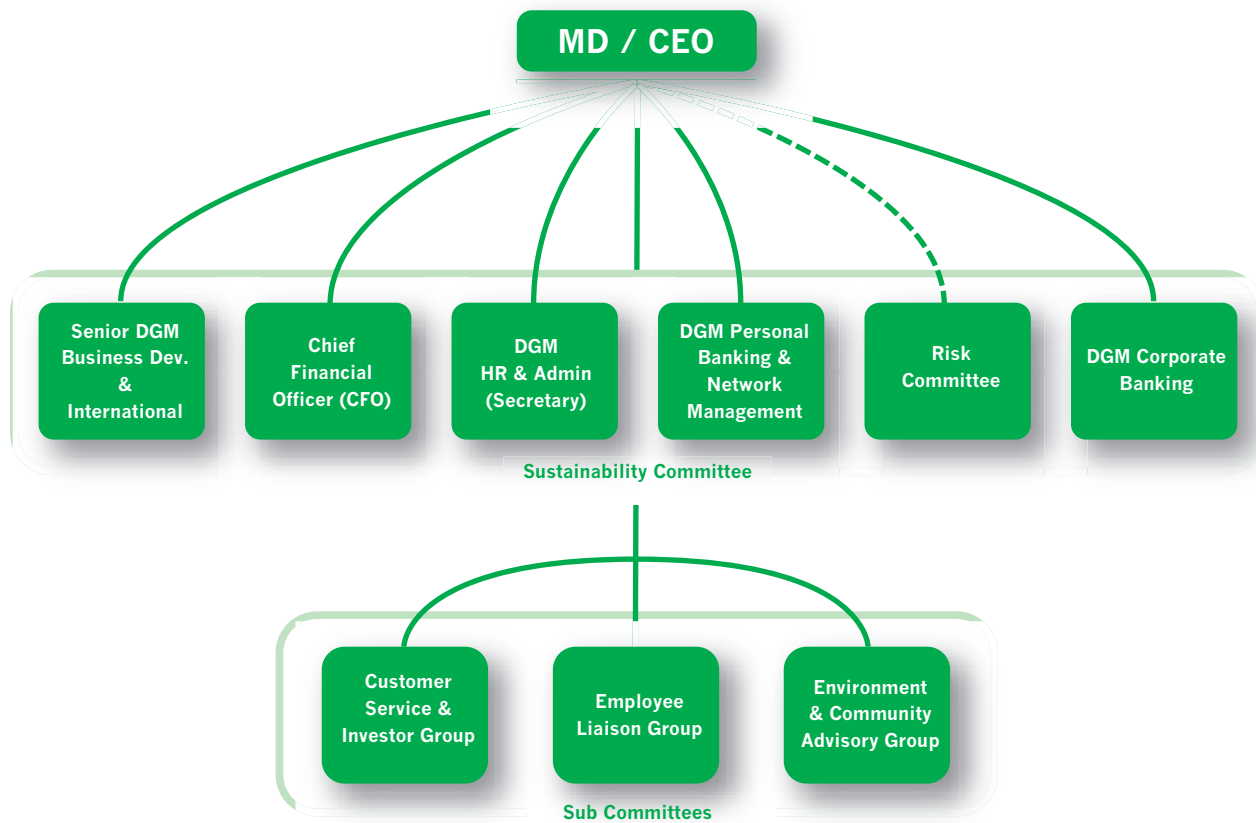 MD / CEO
Senior DGM
Business Dev.
&
International
Chief
Financial
Officer (CFO)
DGM
HR & Admin
(Secretary)
DGM Personal
Banking &
Network
Management
Risk
Committee
DGM Corporate
Banking
Sustainability Committee
Customer
Service &
Investor Group
Employee
Liaison Group
Environment
& Community
Advisory Group
Sub Committees